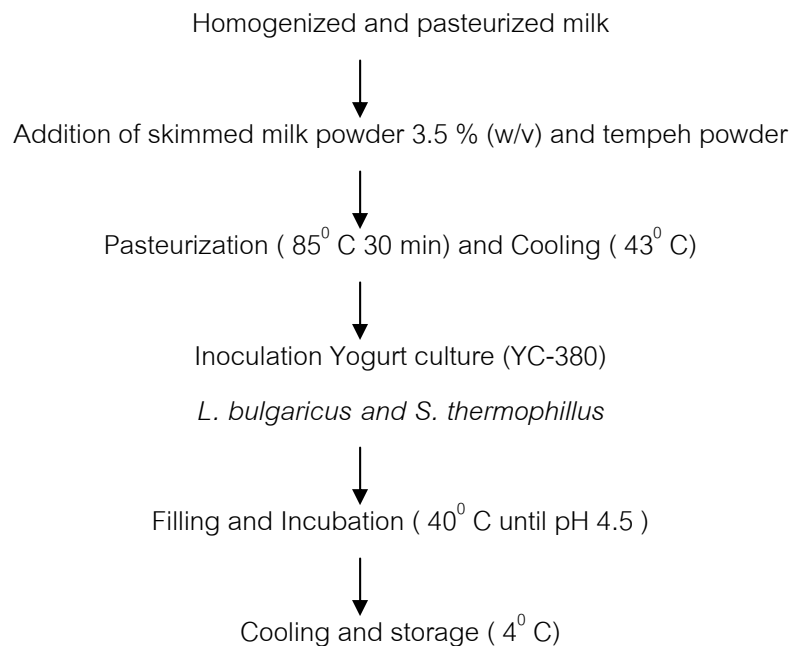 Homogenized and pasteurized milk
Addition of skimmed milk powder 3.5 % (w/v) and tempeh powder
Pasteurization ( 85⁰ C 30 min) and Cooling ( 43⁰ C)
Inoculation Yogurt culture (YC-380)
L. bulgaricus and S. thermophillus
Filling and Incubation ( 40⁰ C until pH 4.5 )
Cooling and storage ( 4⁰ C)